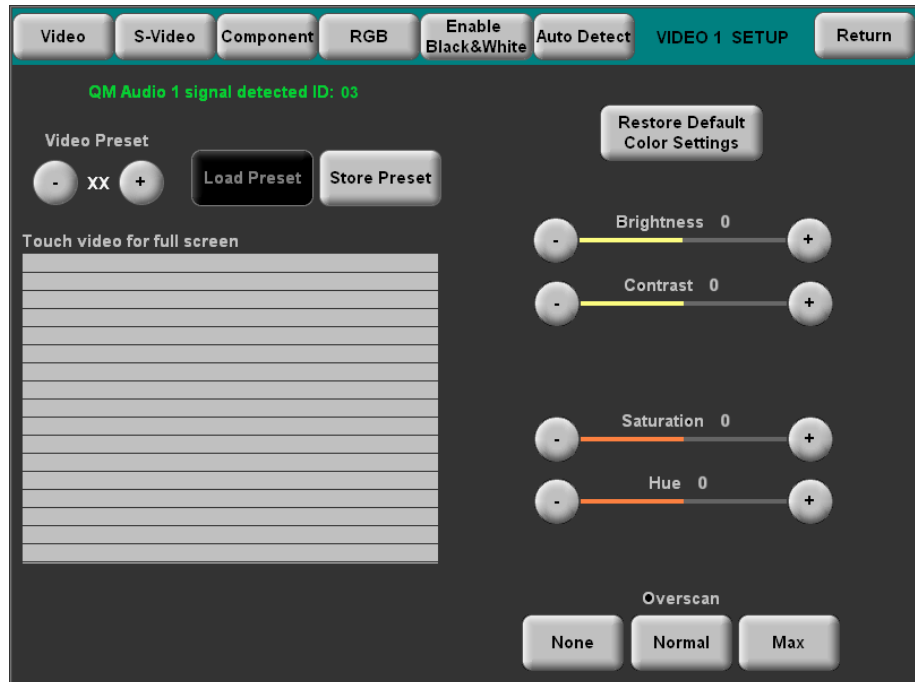 Video
S-Video
Component
RGB
Enable
Black&White
Auto Detect
VIDEO 1 SETUP
Return
QM Audio 1 signal detected ID: 03
Video Preset
- XX +
Load Preset
Store Preset
Touch video for full screen
Restore Default
Color Settings
Brightness 0
- +
Contrast 0
- +
Saturation 0
- +
Hue 0
- +
Overscan
None
Normal
Max